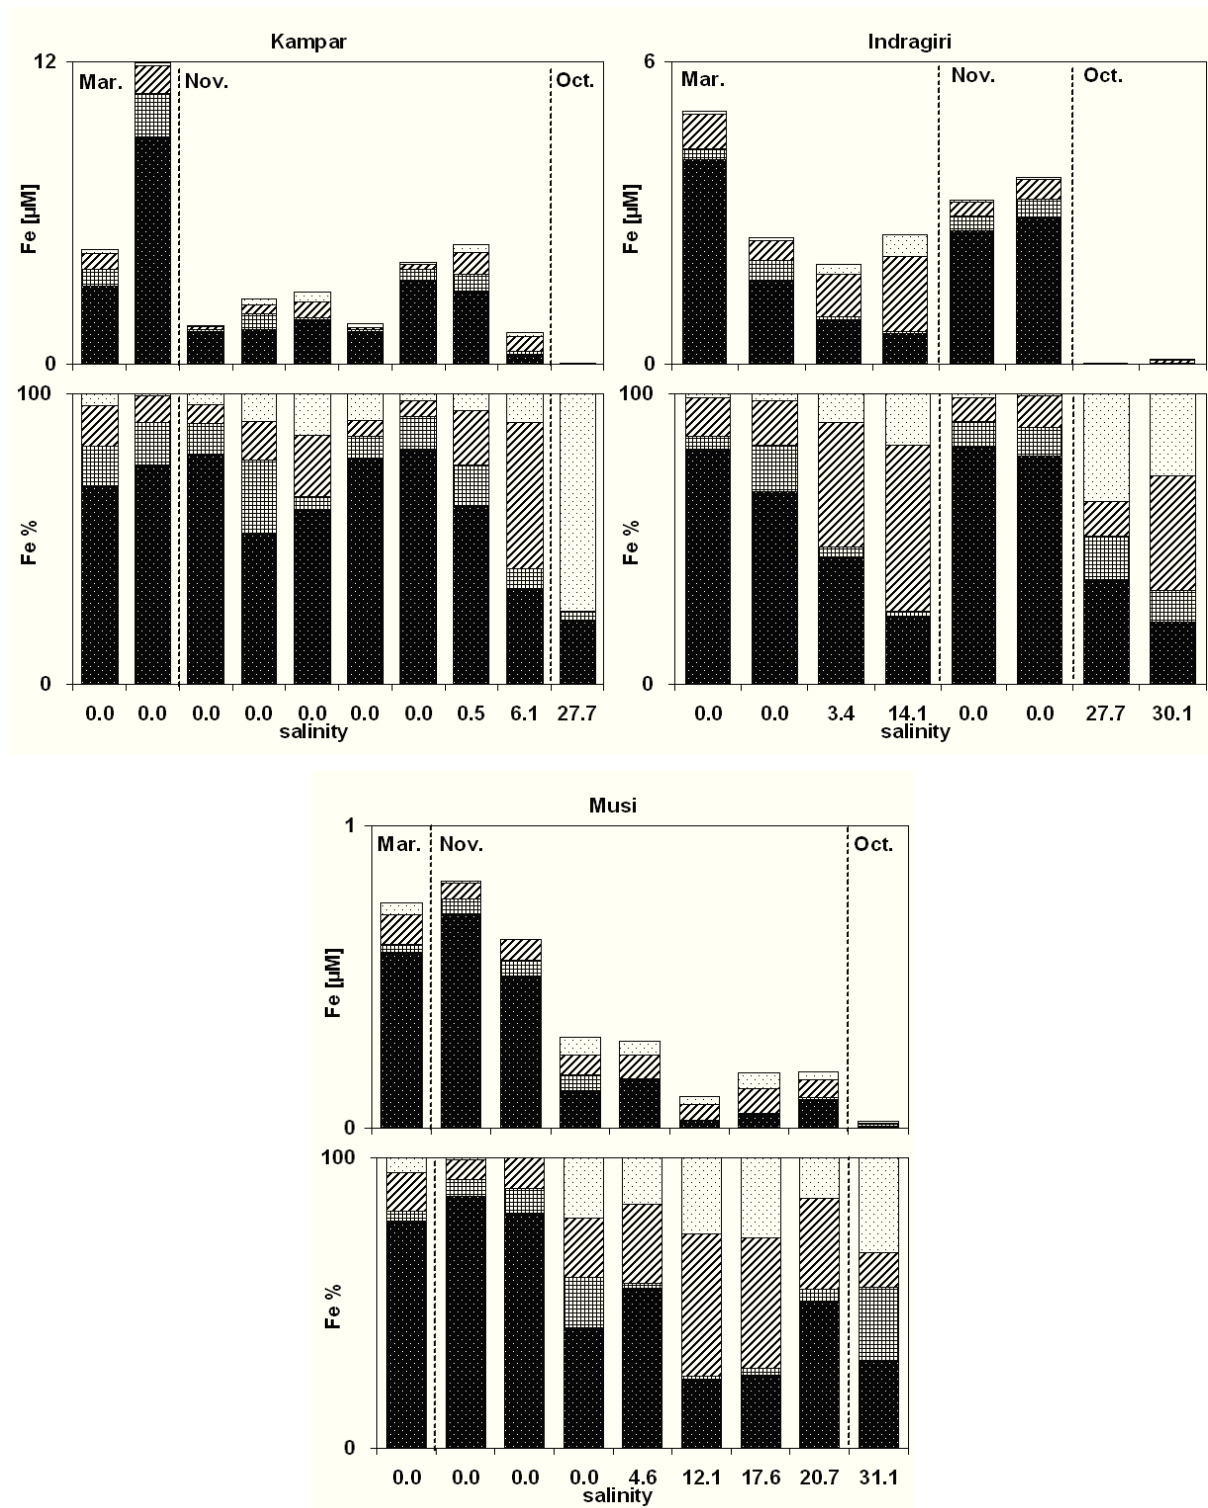 Kampar
12
Mar.
Nov.
Oct.
Fe [µM]
0
100
Fe %
0
0.0 0.0 0.0 0.0 0.0 0.0 0.0 0.5 6.1 27.7
salinity
Indragiri
6
Mar.
Nov.
Oct.
Fe [µM]
0
100
Fe %
0
0.0 0.0 3.4 14.1 0.0 0.0 27.7 30.1
salinity
Musi
1
Mar.
Nov.
Oct.
Fe [µM]
0
100
Fe %
0
0.0 0.0 0.0 0.0 4.6 12.1 17.6 20.7 31.1
salinity